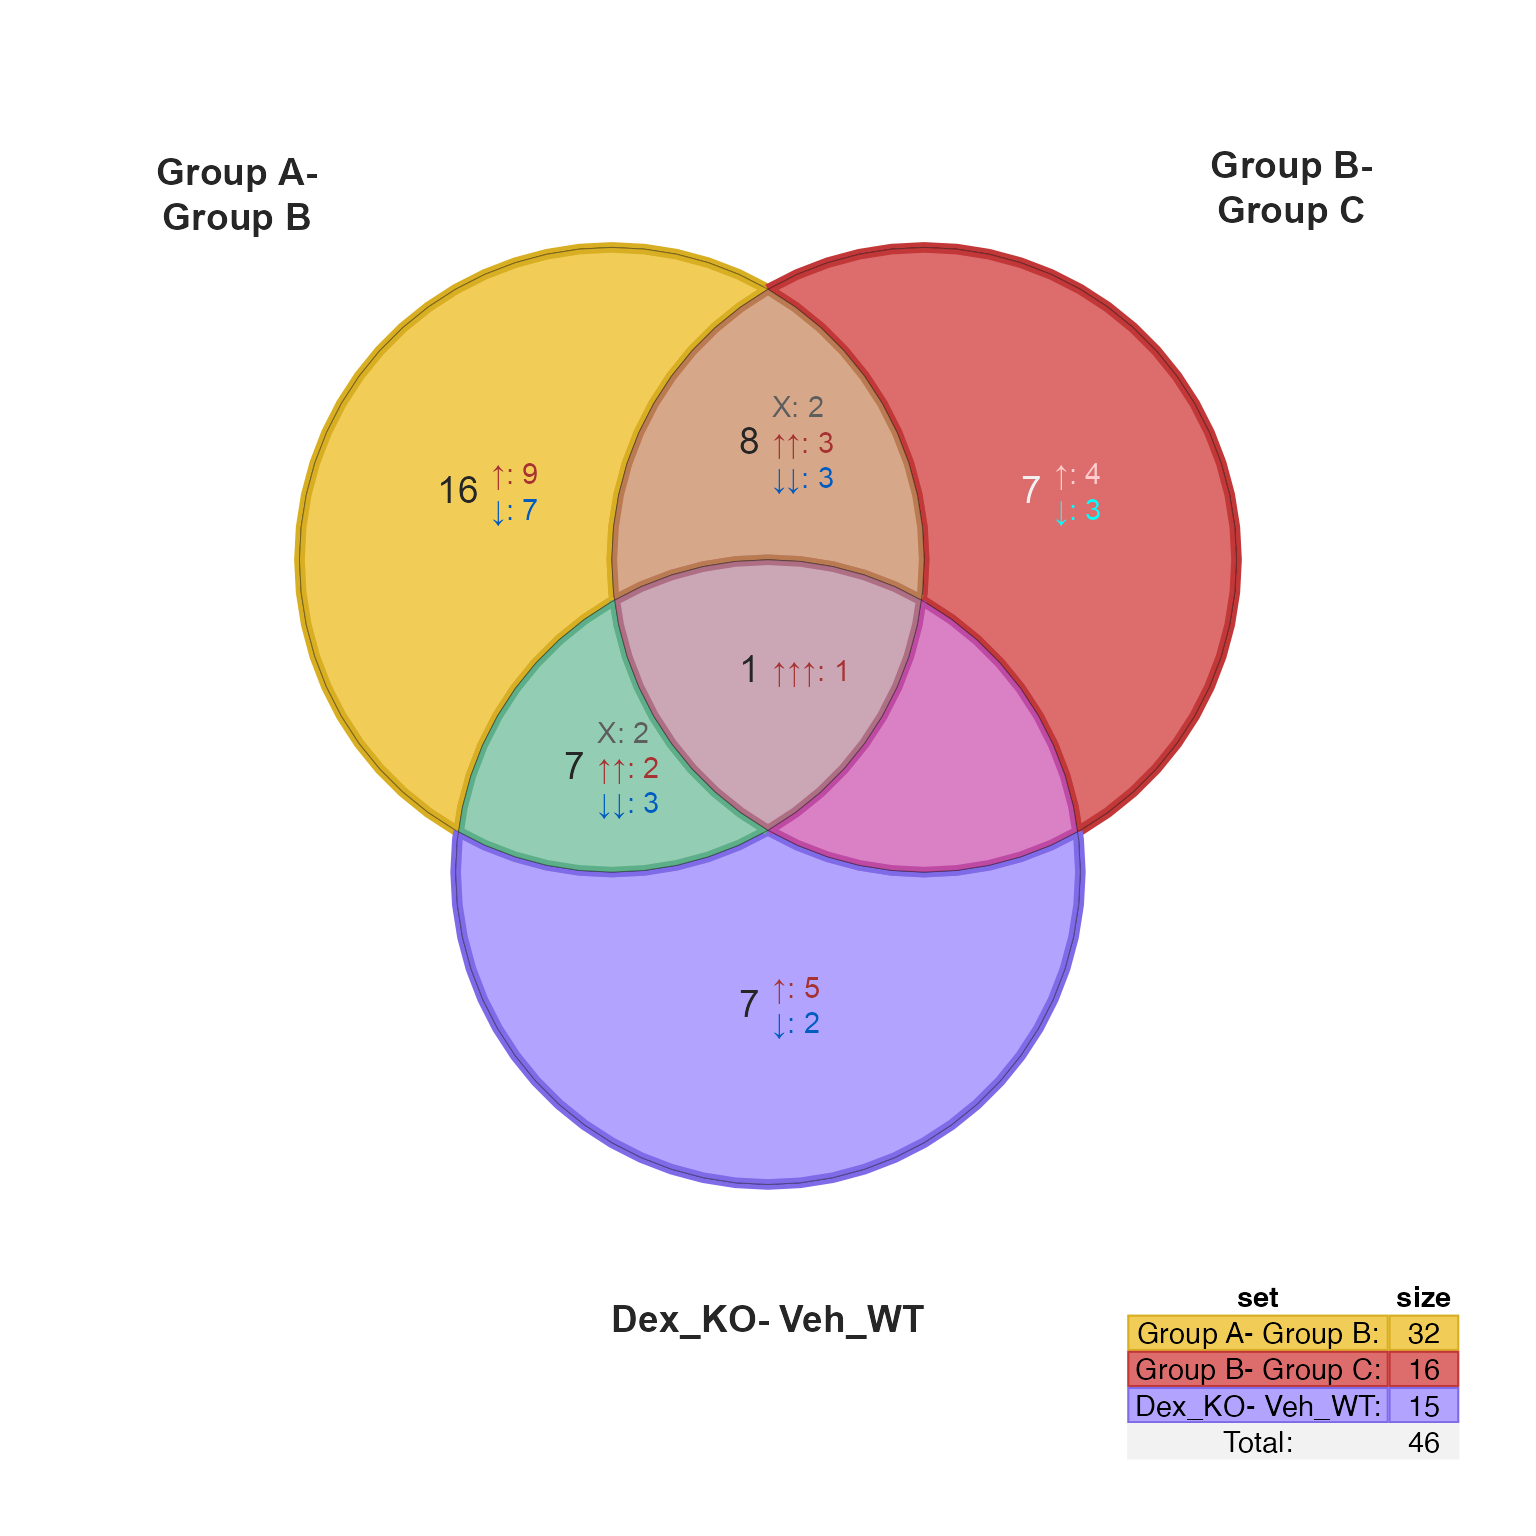 Group A-
Group B
Group B-
Group C
X: 2
8 ↑↑: 3
↓↓: 3
16 ↑: 9
↓: 7
7 ↑: 4
↓: 3
1 ↑↑↑: 1
X: 2
7 ↑↑: 2
↓↓: 3
7 ↑: 5
↓: 2
Dex_KO- Veh_WT
set size
Group A- Group B: 32
Group B- Group C: 16
Dex_KO- Veh_WT: 15
Total: 46